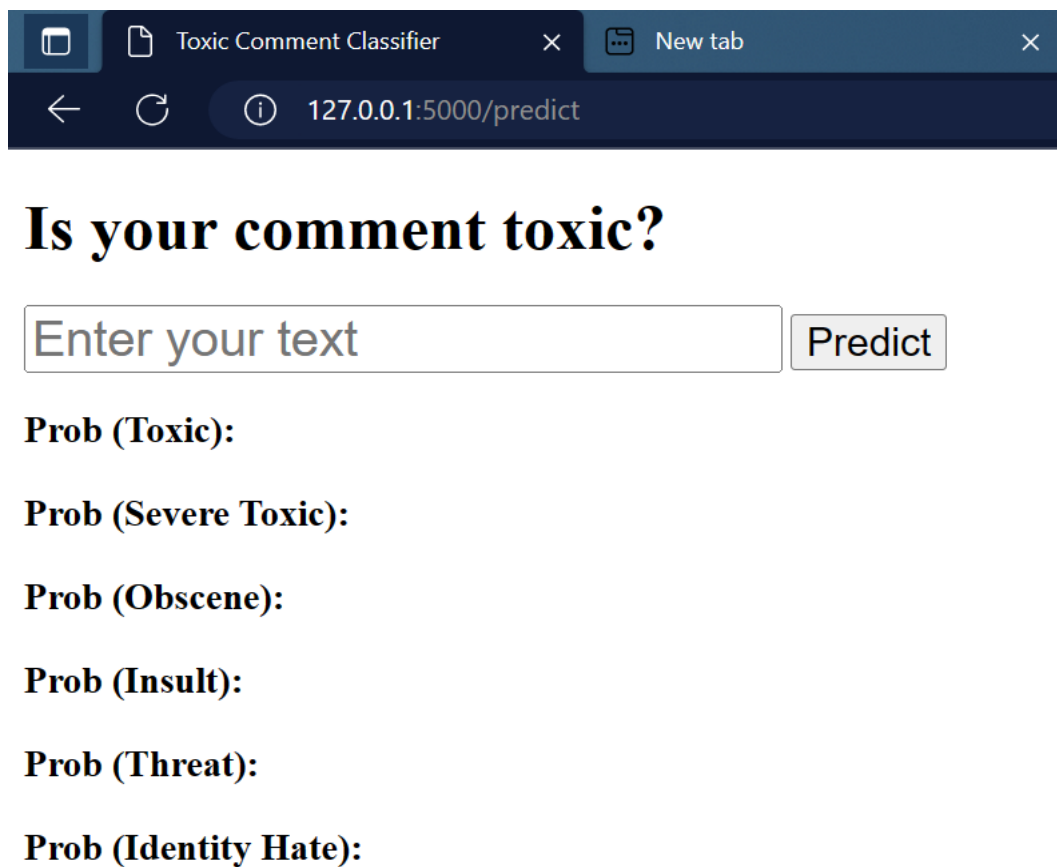 Toxic Comment Classifier
New tab
127.0.0.1:5000/predict
Is your comment toxic?
Enter your text
Predict
Prob (Toxic):
Prob (Severe Toxic):
Prob (Obscene):
Prob (Insult):
Prob (Threat):
Prob (Identity Hate):